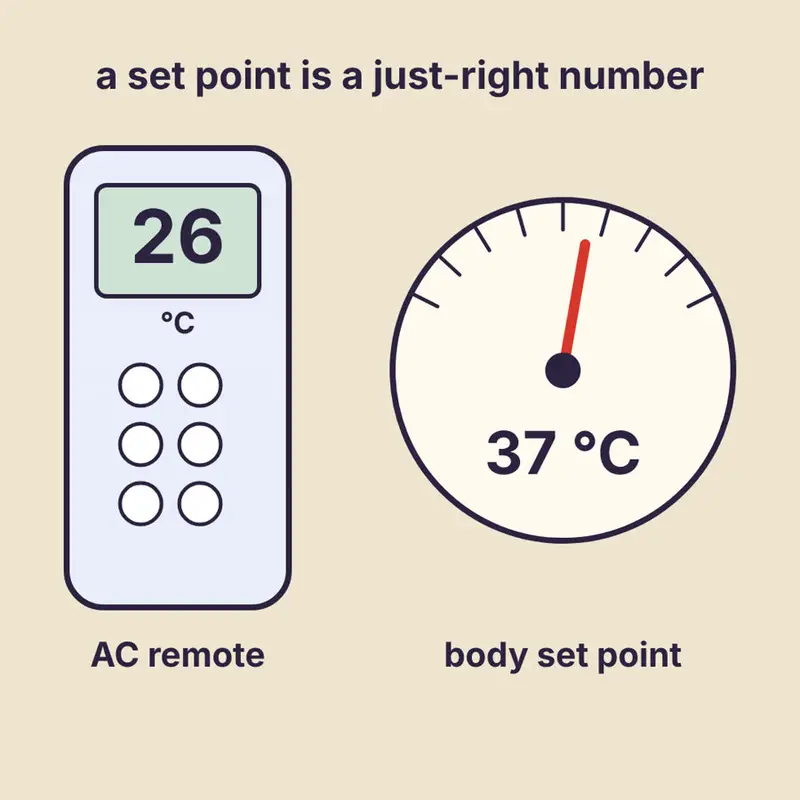 a set point is a just-right number
26
°C
37 °C
AC remote
body set point